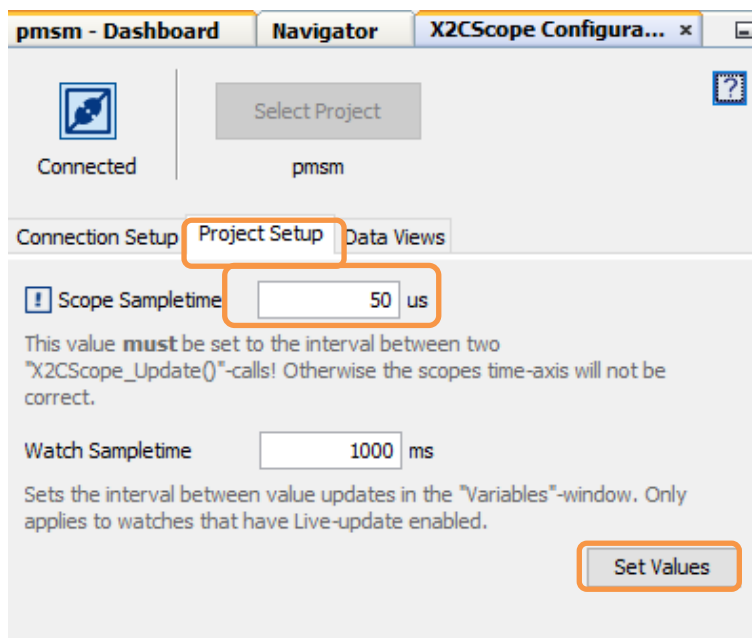 pmsm - Dashboard Navigator X2CScope Configura... ×
Select Project
Connected pmsm
Connection Setup Project Setup Data Views
! Scope Sampletime 50 us
This value must be set to the interval between two
"X2CScope_Update()"-calls! Otherwise the scopes time-axis will not be
correct.
Watch Sampletime 1000 ms
Sets the interval between value updates in the "Variables"-window. Only
applies to watches that have Live-update enabled.
Set Values